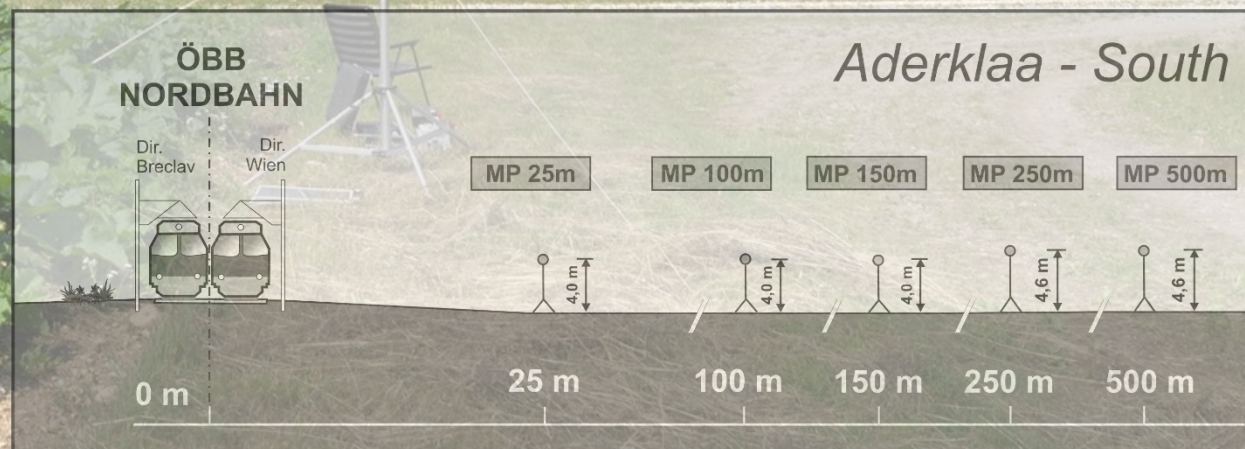 Aderklaa - South
ÖBB
NORDBAHN
Dir.
Breclav
Dir.
Wien
MP 25m
MP 100m
MP 150m
MP 250m
MP 500m
4,0 m
4,0 m
4,0 m
4,6 m
4,6 m
0 m
25 m
100 m
150 m
250 m
500 m